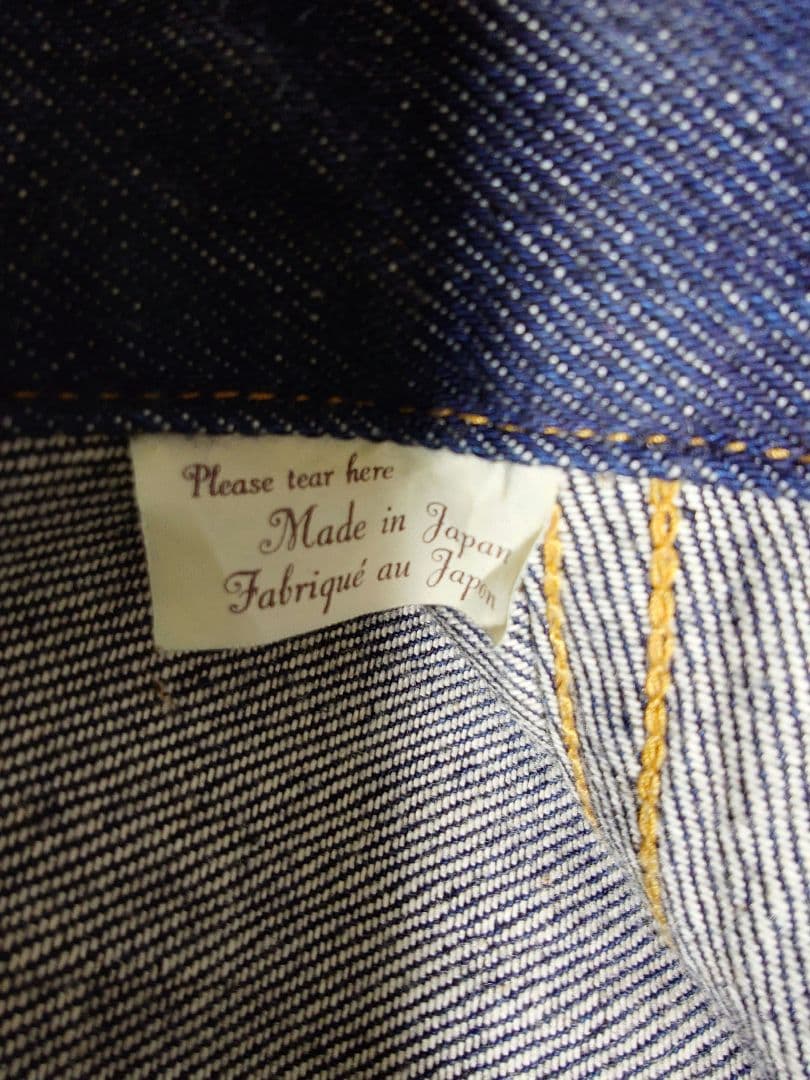 Please tear here
Made in Japan
Fabriqué au Japon